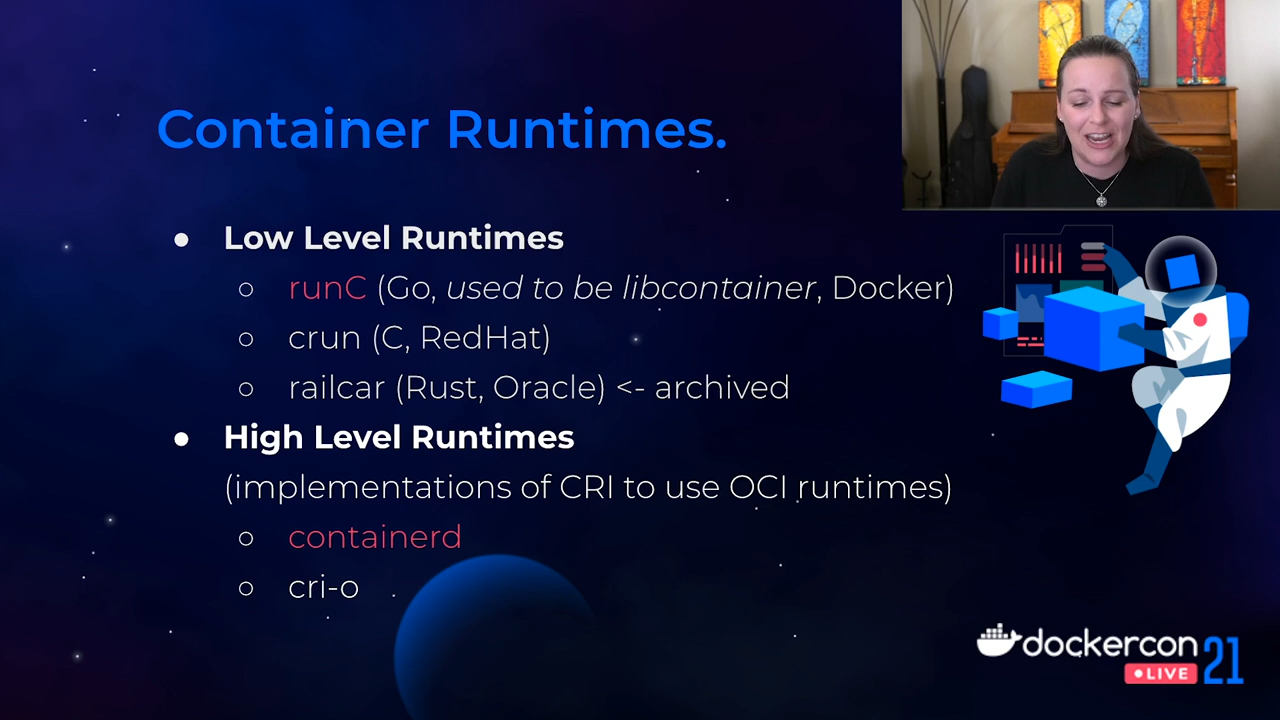 Container Runtimes.
● Low Level Runtimes
○ runC (Go, used to be libcontainer, Docker)
○ crun (C, RedHat)
○ railcar (Rust, Oracle) <- archived
● High Level Runtimes
(implementations of CRI to use OCI runtimes)
○ containerd
○ cri-o
dockercon 21
LIVE